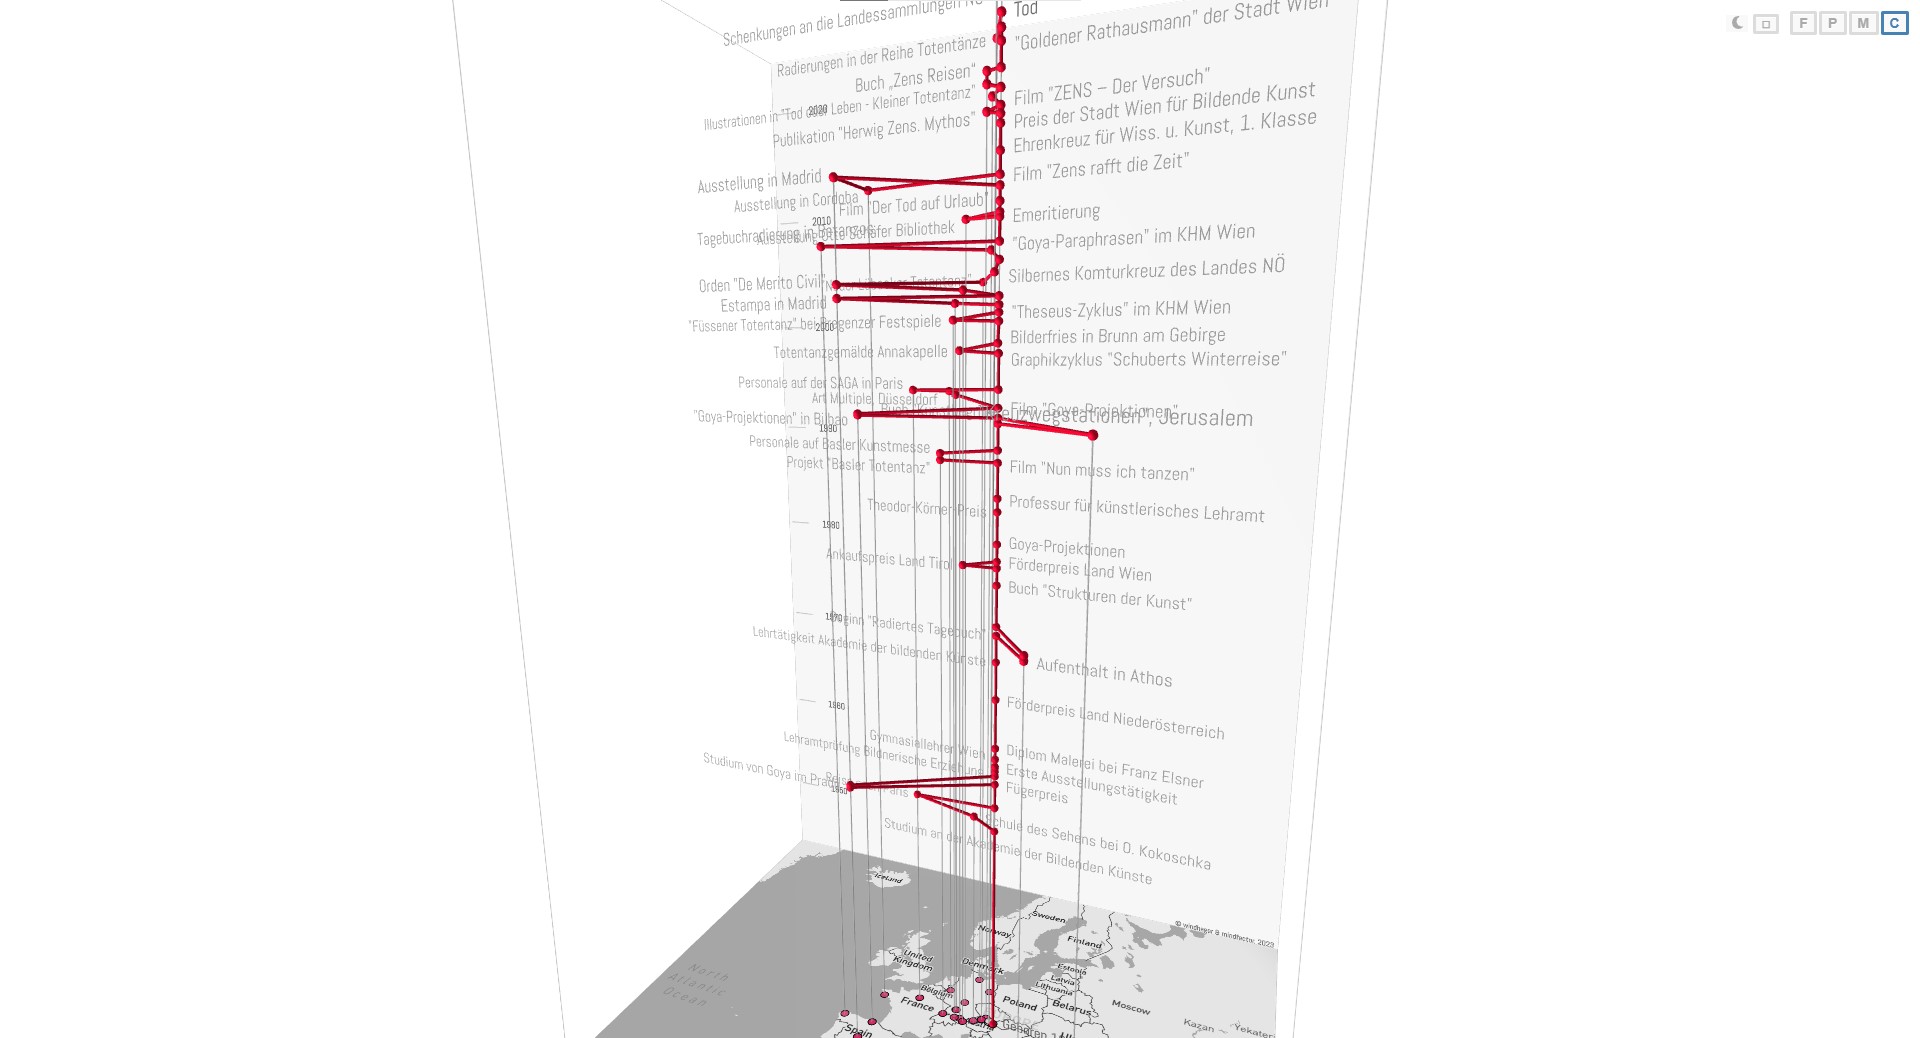 Schenkungen an die Landessammlungen
Tod
"Goldener Rathausmann" der Stadt Wien
F P M C
Radierungen in der Reihe Totentänze
Buch „Zens Reisen“
Film "ZENS – Der Versuch"
Illustrationen in "Tod oder Leben - Kleiner Totentanz"
2020
Preis der Stadt Wien für Bildende Kunst
Publikation "Herwig Zens. Mythos"
Ehrenkreuz für Wiss. u. Kunst, 1. Klasse
Film "Zens rafft die Zeit"
Ausstellung in Madrid
Ausstellung in Cordoba
Film "Der Tod auf Urlaub"
Emeritierung
2010
Tagebuchradierung in Betanzos
Ausstellung Otto Schäfer Bibliothek
"Goya-Paraphrasen" im KHM Wien
Silbernes Komturkreuz des Landes NÖ
Orden "De Merito Civil"
Neuer Lübecker Totentanz"
Estampa in Madrid
"Theseus-Zyklus" im KHM Wien
"Füssener Totentanz" bei Bregenzer Festspiele
2000
Bilderfries in Brunn am Gebirge
Totentanzgemälde Annakapelle
Graphikzyklus "Schuberts Winterreise"
Personale auf der SAGA in Paris
Art Multiple, Düsseldorf
Film "Goya-Projektionen"
"Kreuzwegstationen", Jerusalem
"Goya-Projektionen" in Bilbao
1990
Personale auf Basler Kunstmesse
Projekt "Basler Totentanz"
Film "Nun muss ich tanzen"
Theodor-Körner-Preis
Professur für künstlerisches Lehramt
1980
Goya-Projektionen
Ankaufspreis Land Tirol
Förderpreis Land Wien
Buch "Strukturen der Kunst"
1970
Beginn "Radiertes Tagebuch"
Lehrtätigkeit Akademie der bildenden Künste
Aufenthalt in Athos
1960
Förderpreis Land Niederösterreich
Gymnasiallehrer Wien
Lehramtprüfung Bildnerische Erziehung
Diplom Malerei bei Franz Elsner
Erste Ausstellungstätigkeit
Studium von Goya im Prado
Reise nach Paris
Fügerpreis
1950
Schule des Sehens bei O. Kokoschka
Studium an der Akademie der Bildenden Künste
Iceland
Sweden
Norway
Finland
© windhager & mindfactor, 2023
United
Kingdom
Denmark
Estonia
Latvia
Lithuania
North
Atlantic
Ocean
Belgium
France
Poland
Belarus
Moscow
Kazan
Yekater
Geboren
Spain